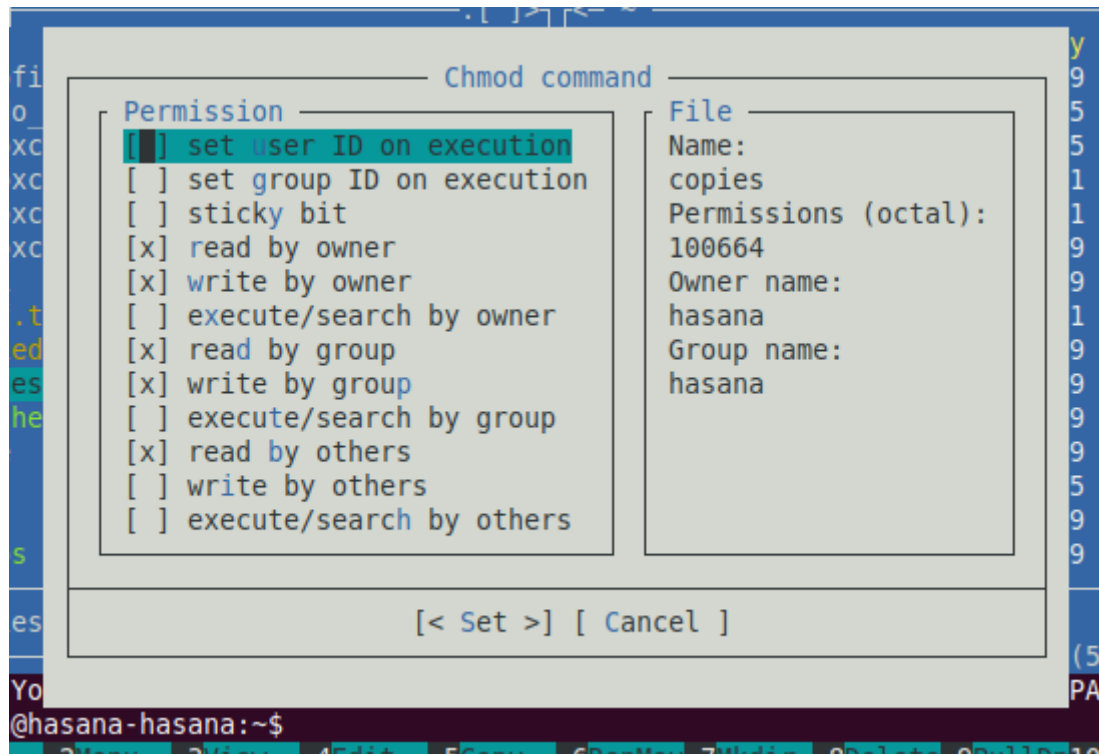 Chmod command
Permission
[ ] set user ID on execution
[ ] set group ID on execution
[ ] sticky bit
[x] read by owner
[x] write by owner
[ ] execute/search by owner
[x] read by group
[x] write by group
[ ] execute/search by group
[x] read by others
[ ] write by others
[ ] execute/search by others
File
Name:
copies
Permissions (octal):
100664
Owner name:
hasana
Group name:
hasana
[< Set >] [ Cancel ]
@hasana-hasana:~$